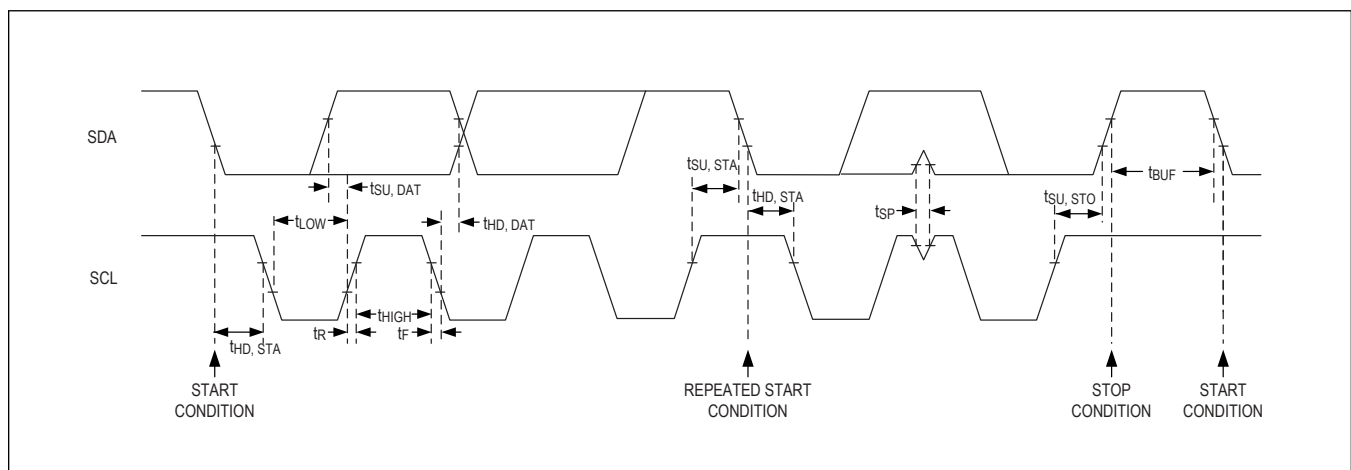 SDA
tSU, DAT
tLOW
tHD, DAT
tSU, STA
tHD, STA
tSP
tSU, STO
tBUF
SCL
tHD, STA
tR
tHIGH
tF
START
CONDITION
REPEATED START
CONDITION
STOP
CONDITION
START
CONDITION